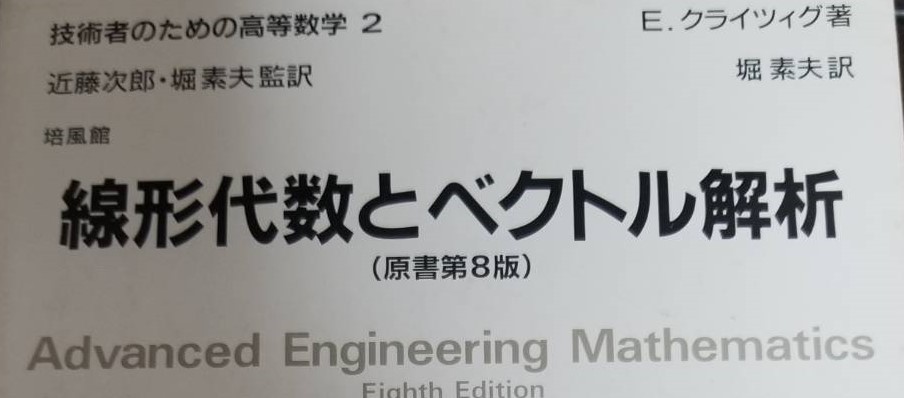 技術者のための高等数学 2
E.クライツィグ著
近藤次郎・堀 素夫監訳
堀 素夫訳
培風館
線形代数とベクトル解析
(原書第8版)
Advanced Engineering Mathematics
Eighth Edition